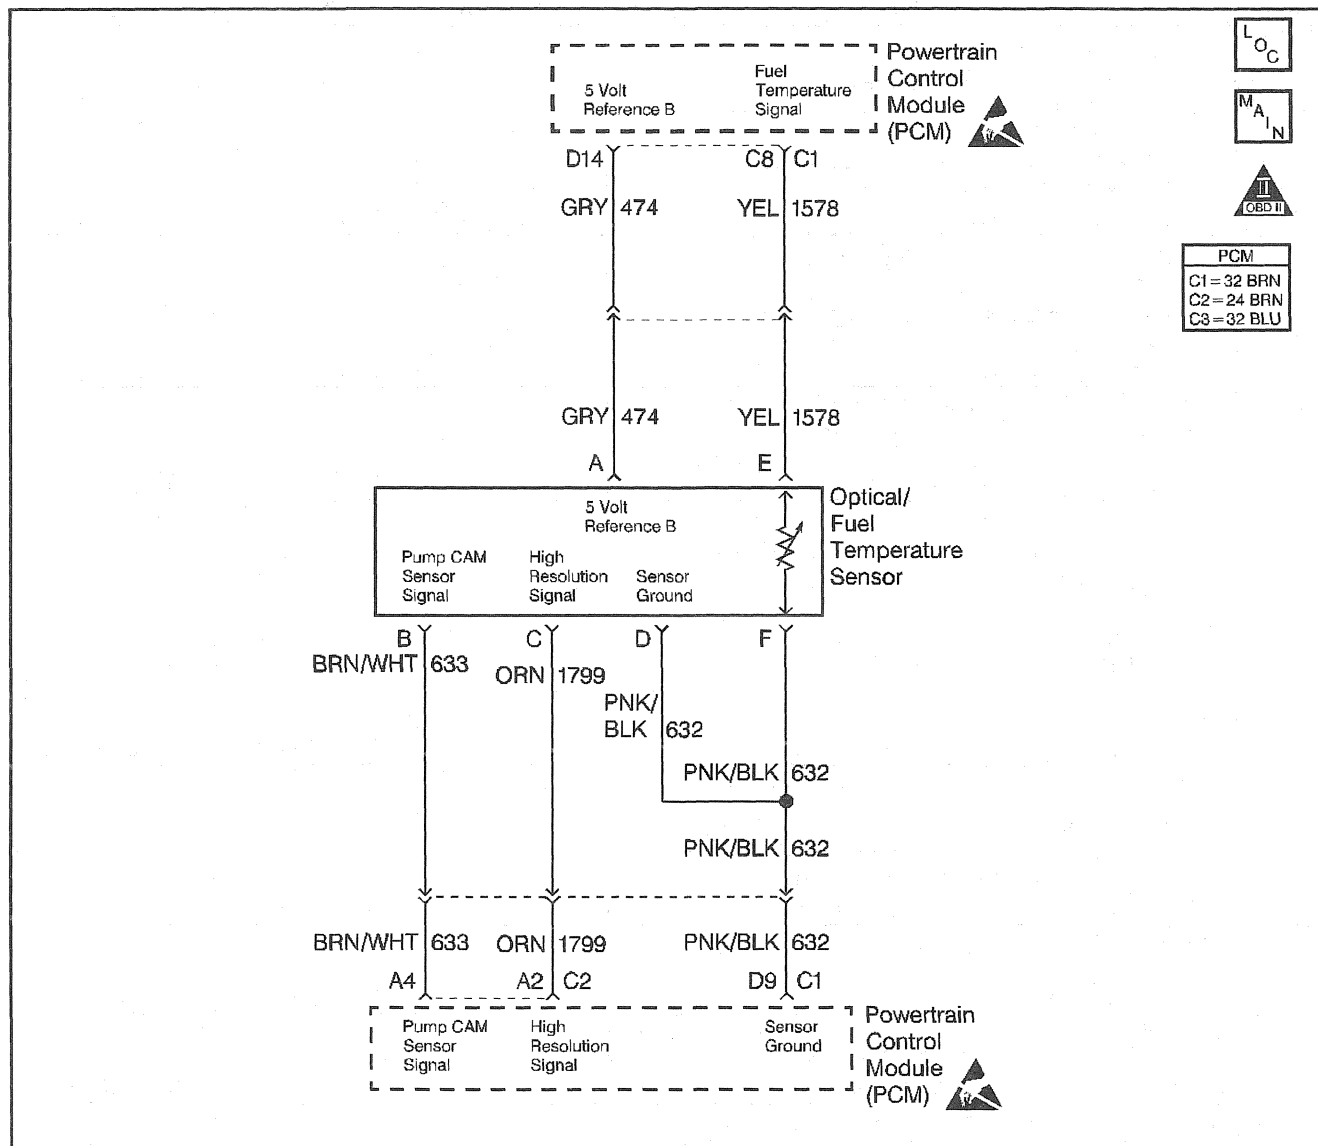 Powertrain
Control
Module
(PCM)
5 Volt
Reference B
Fuel
Temperature
Signal
LOC
MAIN
II
OBD II
PCM
C1=32 BRN
C2=24 BRN
C3=32 BLU
D14
C8 C1
GRY 474
YEL 1578
GRY 474
YEL 1578
A
E
5 Volt
Reference B
Optical/
Fuel
Temperature
Sensor
Pump CAM
Sensor
Signal
High
Resolution
Signal
Sensor
Ground
B
C
D
F
BRN/WHT 633
ORN 1799
PNK/
BLK 632
PNK/BLK 632
PNK/BLK 632
BRN/WHT 633
ORN 1799
PNK/BLK 632
A4
A2 C2
D9 C1
Pump CAM
Sensor
Signal
High
Resolution
Signal
Sensor
Ground
Powertrain
Control
Module
(PCM)